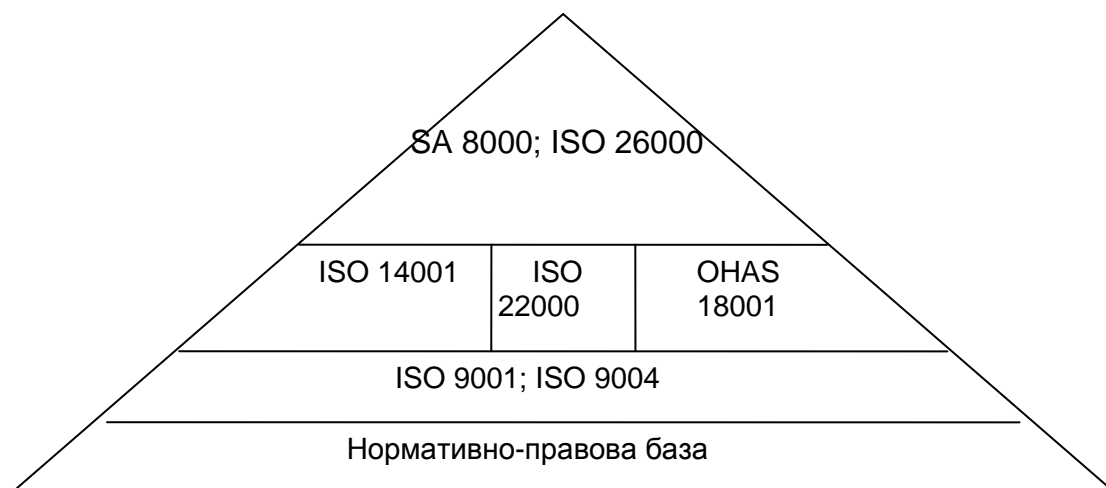 SA 8000; ISO 26000
ISO 14001
ISO
22000
OHAS
18001
ISO 9001; ISO 9004
Нормативно-правова база